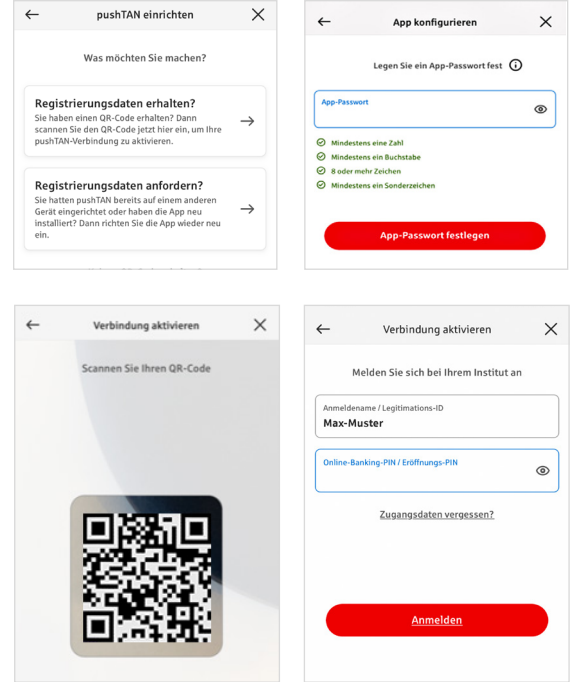 pushTAN einrichten
Was möchten Sie machen?
Registrierungsdaten erhalten?
Sie haben einen QR-Code erhalten? Dann
scannen Sie den QR-Code jetzt hier ein, um Ihre
pushTAN-Verbindung zu aktivieren.
Registrierungsdaten anfordern?
Sie hatten pushTAN bereits auf einem anderen
Gerät eingerichtet oder haben die App neu
installiert? Dann richten Sie die App wieder neu
ein.
App konfigurieren
Legen Sie ein App-Passwort fest
App-Passwort
Mindestens eine Zahl
Mindestens ein Buchstabe
8 oder mehr Zeichen
Mindestens ein Sonderzeichen
App-Passwort festlegen
Verbindung aktivieren
Scannen Sie Ihren QR-Code
Verbindung aktivieren
Melden Sie sich bei Ihrem Institut an
Anmeldename / Legitimations-ID
Max-Muster
Online-Banking-PIN / Eröffnungs-PIN
Zugangsdaten vergessen?
Anmelden